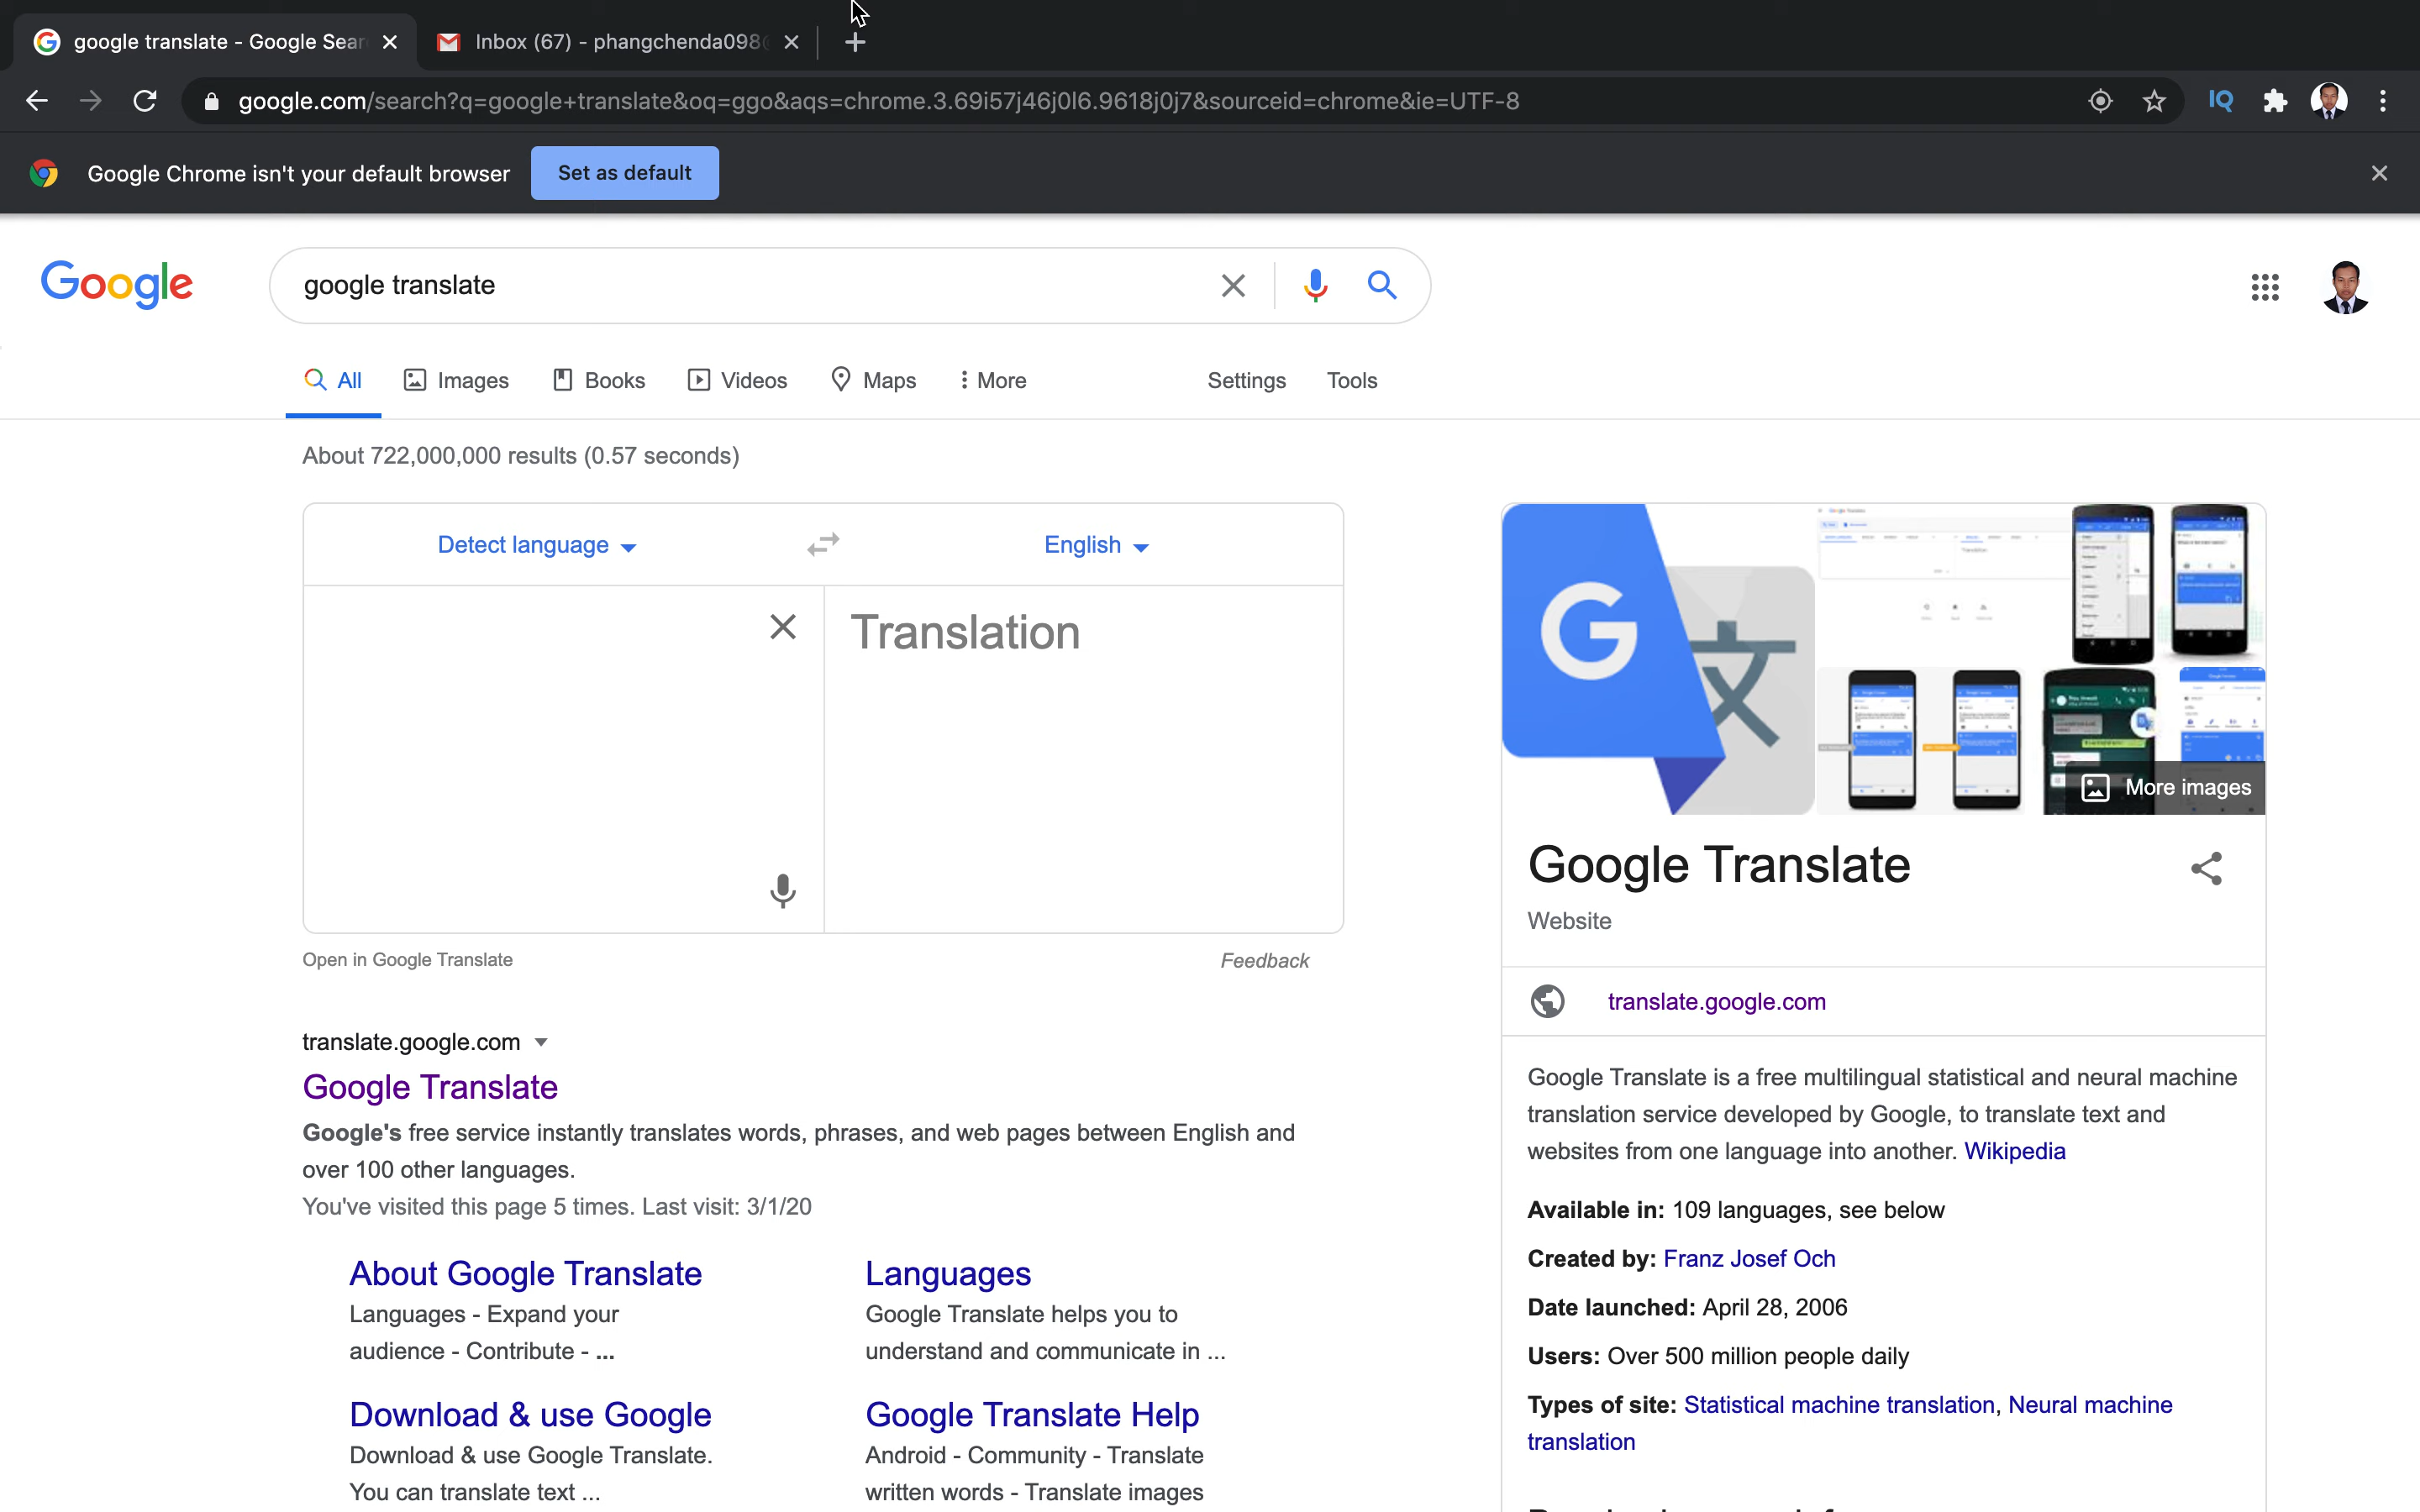 google translate - Google Sear
Inbox (67) - phangchenda098
google.com/search?q=google+translate&oq=ggo&aqs=chrome.3.69i57j46j0l6.9618j0j7&sourceid=chrome&ie=UTF-8
IQ
Google Chrome isn't your default browser
Set as default
Google
google translate
All
Images
Books
Videos
Maps
More
Settings
Tools
About 722,000,000 results (0.57 seconds)
Detect language
English
Translation
Open in Google Translate
Feedback
translate.google.com
Google Translate
Google's free service instantly translates words, phrases, and web pages between English and
over 100 other languages.
You've visited this page 5 times. Last visit: 3/1/20
About Google Translate
Languages - Expand your
audience - Contribute - ...
Languages
Google Translate helps you to
understand and communicate in ...
Download & use Google
Download & use Google Translate.
You can translate text ...
Google Translate Help
Android - Community - Translate
written words - Translate images
G
文
More images
Google Translate
Website
translate.google.com
Google Translate is a free multilingual statistical and neural machine
translation service developed by Google, to translate text and
websites from one language into another. Wikipedia
Available in: 109 languages, see below
Created by: Franz Josef Och
Date launched: April 28, 2006
Users: Over 500 million people daily
Types of site: Statistical machine translation, Neural machine
translation